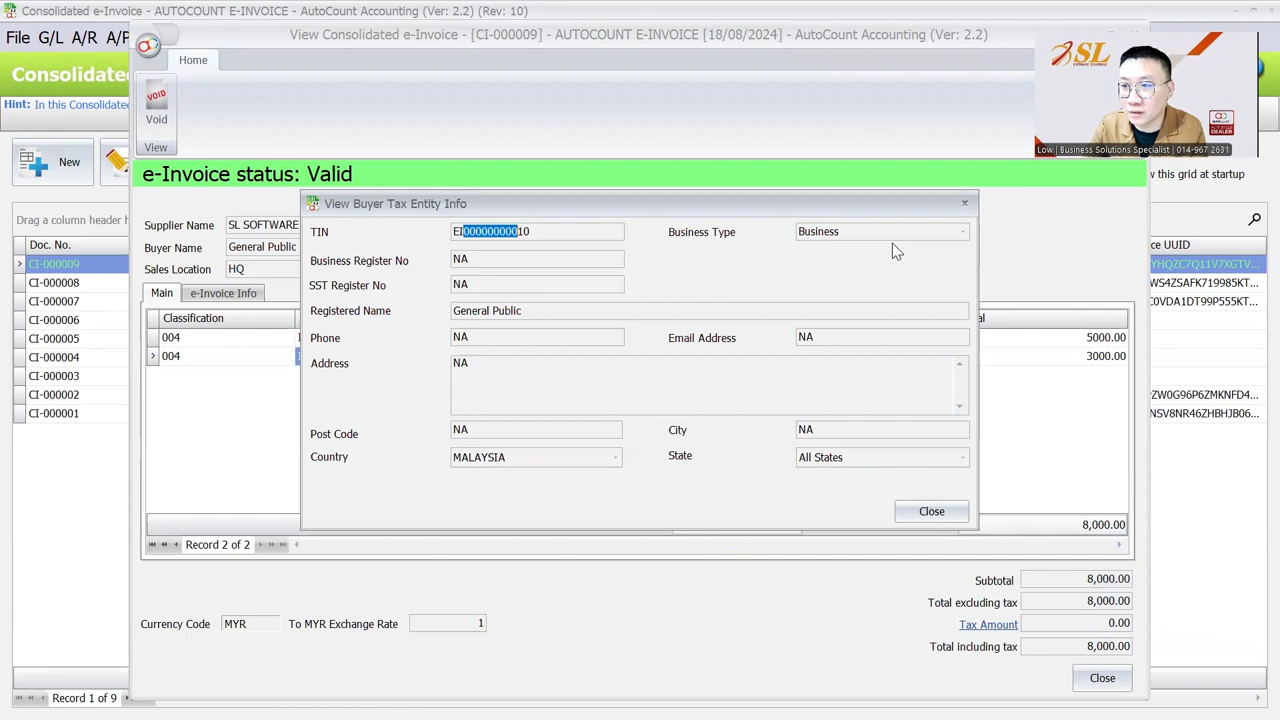 Consolidated e-Invoice - AUTOCOUNT E-INVOICE - AutoCount Accounting (Ver: 2.2) (Rev: 10)
File G/L A/R A/P
View Consolidated e-Invoice - [CI-000009] - AUTOCOUNT E-INVOICE [18/08/2024] - AutoCount Accounting (Ver: 2.2)
Home
Consolidated
Hint: In this Consolidated
VOID
Void
View
New
SL
Low | Business Solutions Specialist | 014-967 2631
w this grid at startup
e-Invoice status: Valid
Drag a column header h
Supplier Name SL SOFTWARE
Buyer Name General Public
Sales Location HQ
Doc. No.
CI-000009
CI-000008
CI-000007
CI-000006
CI-000005
CI-000004
CI-000003
CI-000002
CI-000001
Main e-Invoice Info
Classification
004
004
View Buyer Tax Entity Info
TIN EI00000000010 Business Type Business
Business Register No NA
SST Register No NA
Registered Name General Public
Phone NA Email Address NA
Address NA
Post Code NA City NA
Country MALAYSIA State All States
Close
al
5000.00
3000.00
8,000.00
ce UUID
YHQZC7Q11V7XGTV...
WS4ZSAFK719985KT...
C0VDA1DT99P555KT...
ZW0G96P6ZMKNFD4...
NSV8NR46ZHBHJB06...
Record 2 of 2
Subtotal 8,000.00
Total excluding tax 8,000.00
Currency Code MYR To MYR Exchange Rate 1
Tax Amount 0.00
Total including tax 8,000.00
Close
Record 1 of 9